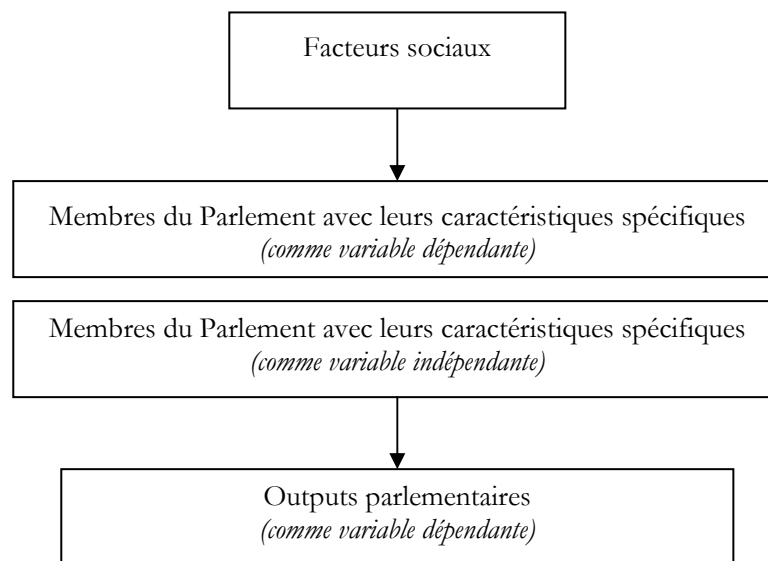 Facteurs sociaux
Membres du Parlement avec leurs caractéristiques spécifiques
(comme variable dépendante)
Membres du Parlement avec leurs caractéristiques spécifiques
(comme variable indépendante)
Outputs parlementaires
(comme variable dépendante)